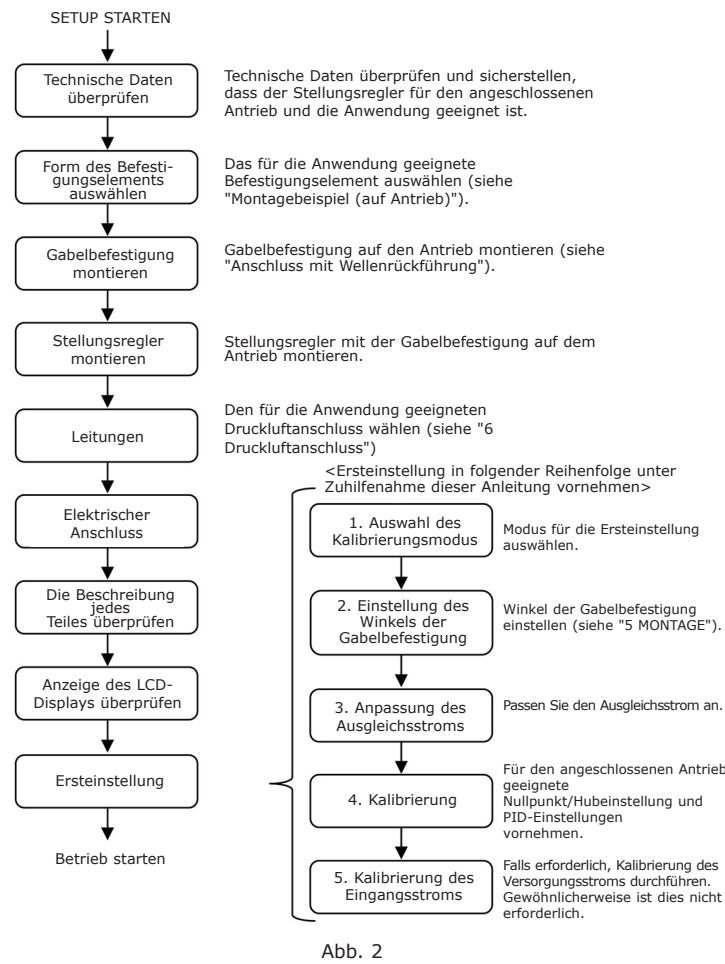 SETUP STARTEN
Technische Daten
überprüfen
Technische Daten überprüfen und sicherstellen,
dass der Stellungsregler für den angeschlossenen
Antrieb und die Anwendung geeignet ist.
Form des Befesti-
gungselements
auswählen
Das für die Anwendung geeignete
Befestigungselement auswählen (siehe
"Montagebeispiel (auf Antrieb)").
Gabelbefestigung
montieren
Gabelbefestigung auf den Antrieb montieren (siehe
"Anschluss mit Wellenrückführung").
Stellungsregler
montieren
Stellungsregler mit der Gabelbefestigung auf dem
Antrieb montieren.
Leitungen
Den für die Anwendung geeigneten
Druckluftanschluss wählen (siehe "6
Druckluftanschluss")
Elektrischer
Anschluss
Die Beschreibung
jedes
Teiles überprüfen
Anzeige des LCD-
Displays überprüfen
Ersteinstellung
Betrieb starten
<Ersteinstellung in folgender Reihenfolge unter
Zuhilfenahme dieser Anleitung vornehmen>
1. Auswahl des
Kalibrierungsmodus
Modus für die Ersteinstellung
auswählen.
2. Einstellung des
Winkels der
Gabelbefestigung
Winkel der Gabelbefestigung
einstellen (siehe "5 MONTAGE").
3. Anpassung des
Ausgleichsstroms
Passen Sie den Ausgleichsstrom an.
4. Kalibrierung
Für den angeschlossenen Antrieb
geeignete
Nullpunkt/Hubeinstellung und
PID-Einstellungen
vornehmen.
5. Kalibrierung des
Eingangsstroms
Falls erforderlich, Kalibrierung des
Versorgungsstroms durchführen.
Gewöhnlicherweise ist dies nicht
erforderlich.
Abb. 2